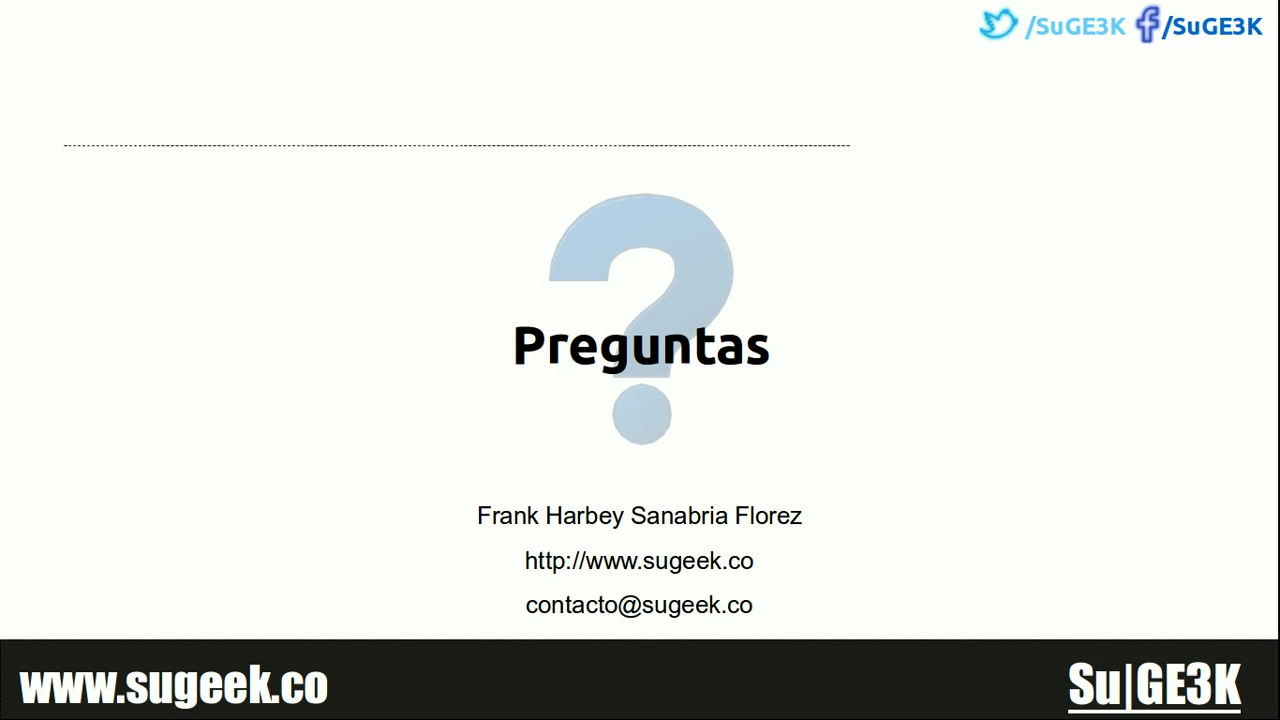 /SuGE3K /SuGE3K
Preguntas
Frank Harbey Sanabria Florez
http://www.sugeek.co
contacto@sugeek.co
www.sugeek.co Su|GE3K